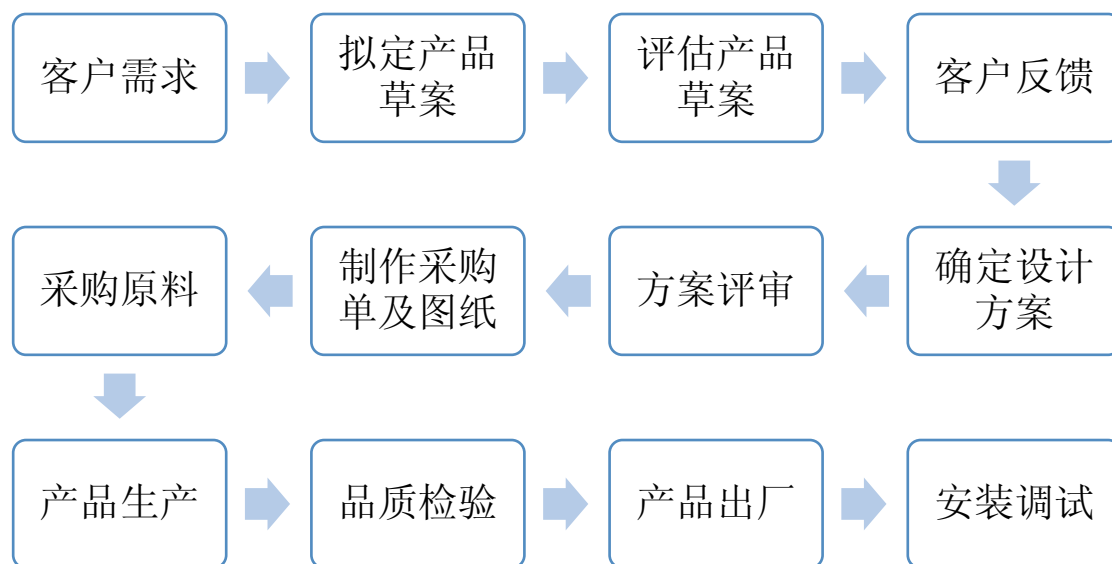 客户需求
拟定产品
草案
评估产品
草案
客户反馈
确定设计
方案
方案评审
制作采购
单及图纸
采购原料
产品生产
品质检验
产品出厂
安装调试